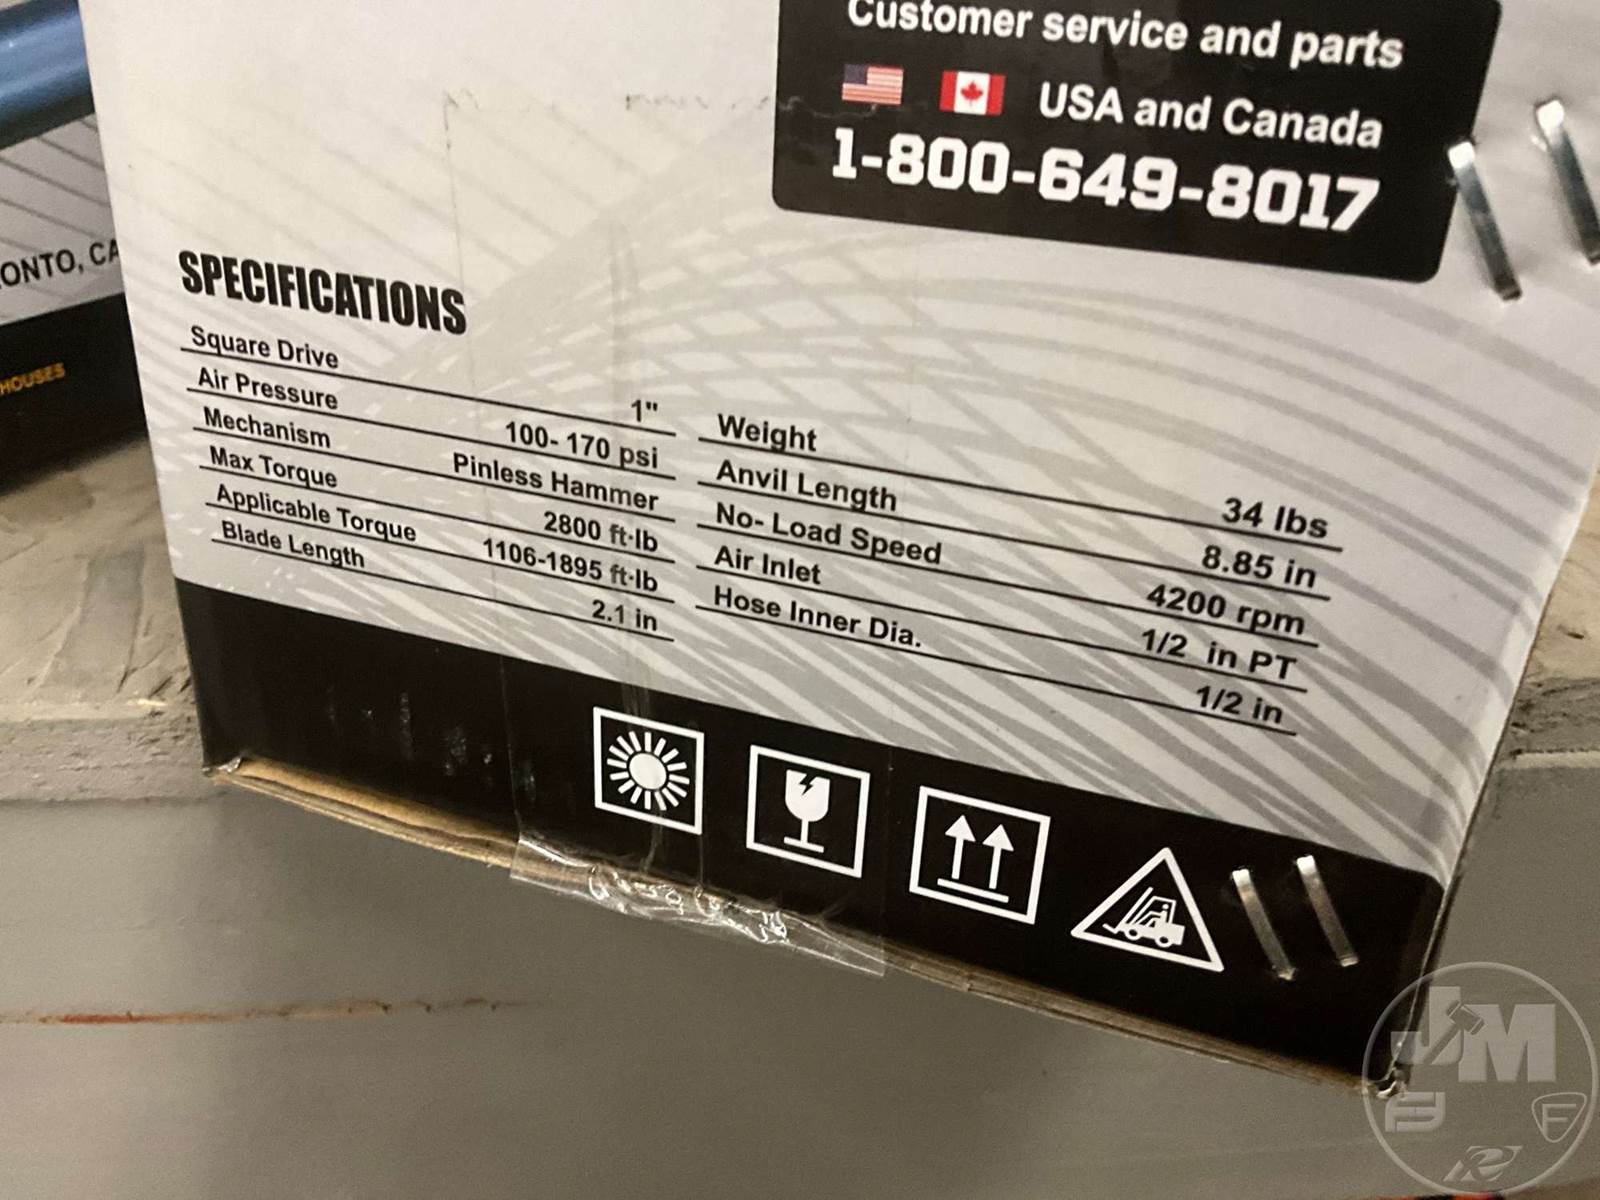 Customer service and parts
USA and Canada
1-800-649-8017
ONTO, CA
HOUSES
SPECIFICATIONS
Square Drive 1"
Air Pressure 100- 170 psi
Mechanism Pinless Hammer
Max Torque 2800 ft·lb
Applicable Torque 1106-1895 ft·lb
Blade Length 2.1 in
Weight 34 lbs
Anvil Length 8.85 in
No- Load Speed 4200 rpm
Air Inlet 1/2 in PT
Hose Inner Dia. 1/2 in
JM
F